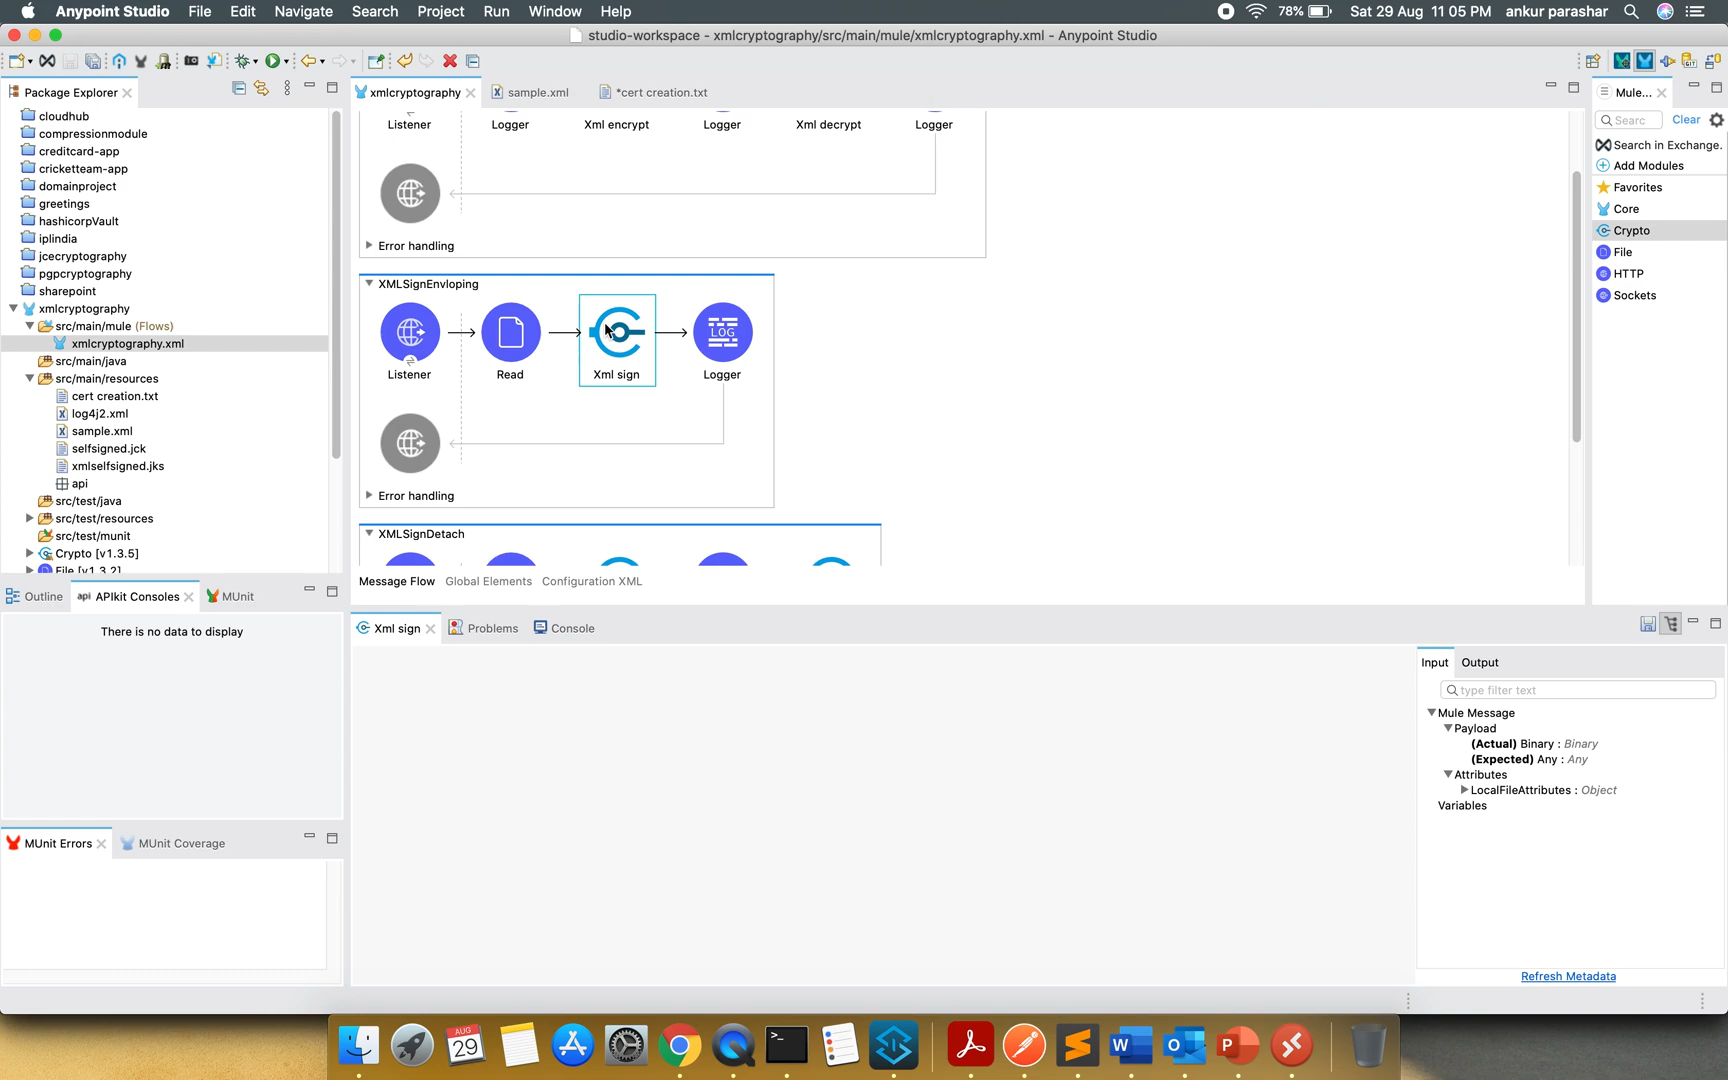 Anypoint Studio File Edit Navigate Search Project Run Window Help
78% Sat 29 Aug 11 05 PM ankur parashar
studio-workspace - xmlcryptography/src/main/mule/xmlcryptography.xml - Anypoint Studio
Package Explorer
cloudhub
compressionmodule
creditcard-app
cricketteam-app
domainproject
greetings
hashicorpVault
iplindia
jcecryptography
pgpcryptography
sharepoint
xmlcryptography
src/main/mule (Flows)
xmlcryptography.xml
src/main/java
src/main/resources
cert creation.txt
log4j2.xml
sample.xml
selfsigned.jck
xmlselfsigned.jks
api
src/test/java
src/test/resources
src/test/munit
Crypto [v1.3.5]
File [v1.3.2]
xmlcryptography sample.xml *cert creation.txt
Listener Logger Xml encrypt Logger Xml decrypt Logger
Error handling
XMLSignEnvloping
LOG
Listener Read Xml sign Logger
Error handling
XMLSignDetach
Message Flow Global Elements Configuration XML
Mule...
Searc Clear
Search in Exchange.
Add Modules
Favorites
Core
Crypto
File
HTTP
Sockets
Outline api APIkit Consoles MUnit
There is no data to display
MUnit Errors MUnit Coverage
Xml sign Problems Console
Input Output
type filter text
Mule Message
Payload
(Actual) Binary : Binary
(Expected) Any : Any
Attributes
LocalFileAttributes : Object
Variables
Refresh Metadata
AUG
29
W O P